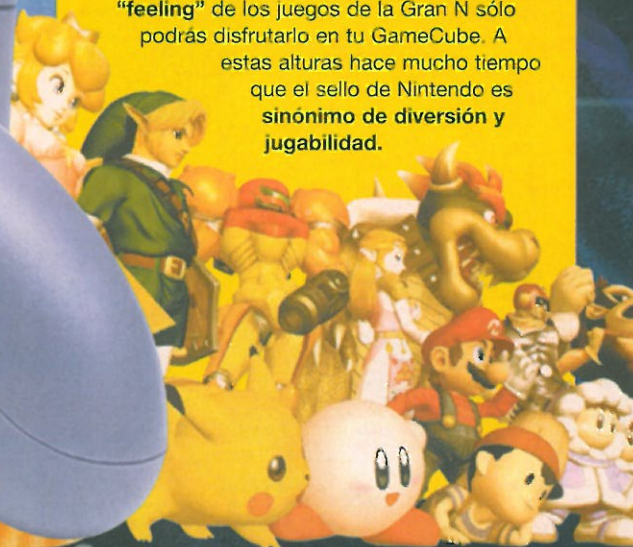 “feeling” de los juegos de la Gran N sólo
podrás disfrutarlo en tu GameCube. A
estas alturas hace mucho tiempo
que el sello de Nintendo es
sinónimo de diversión y
jugabilidad.